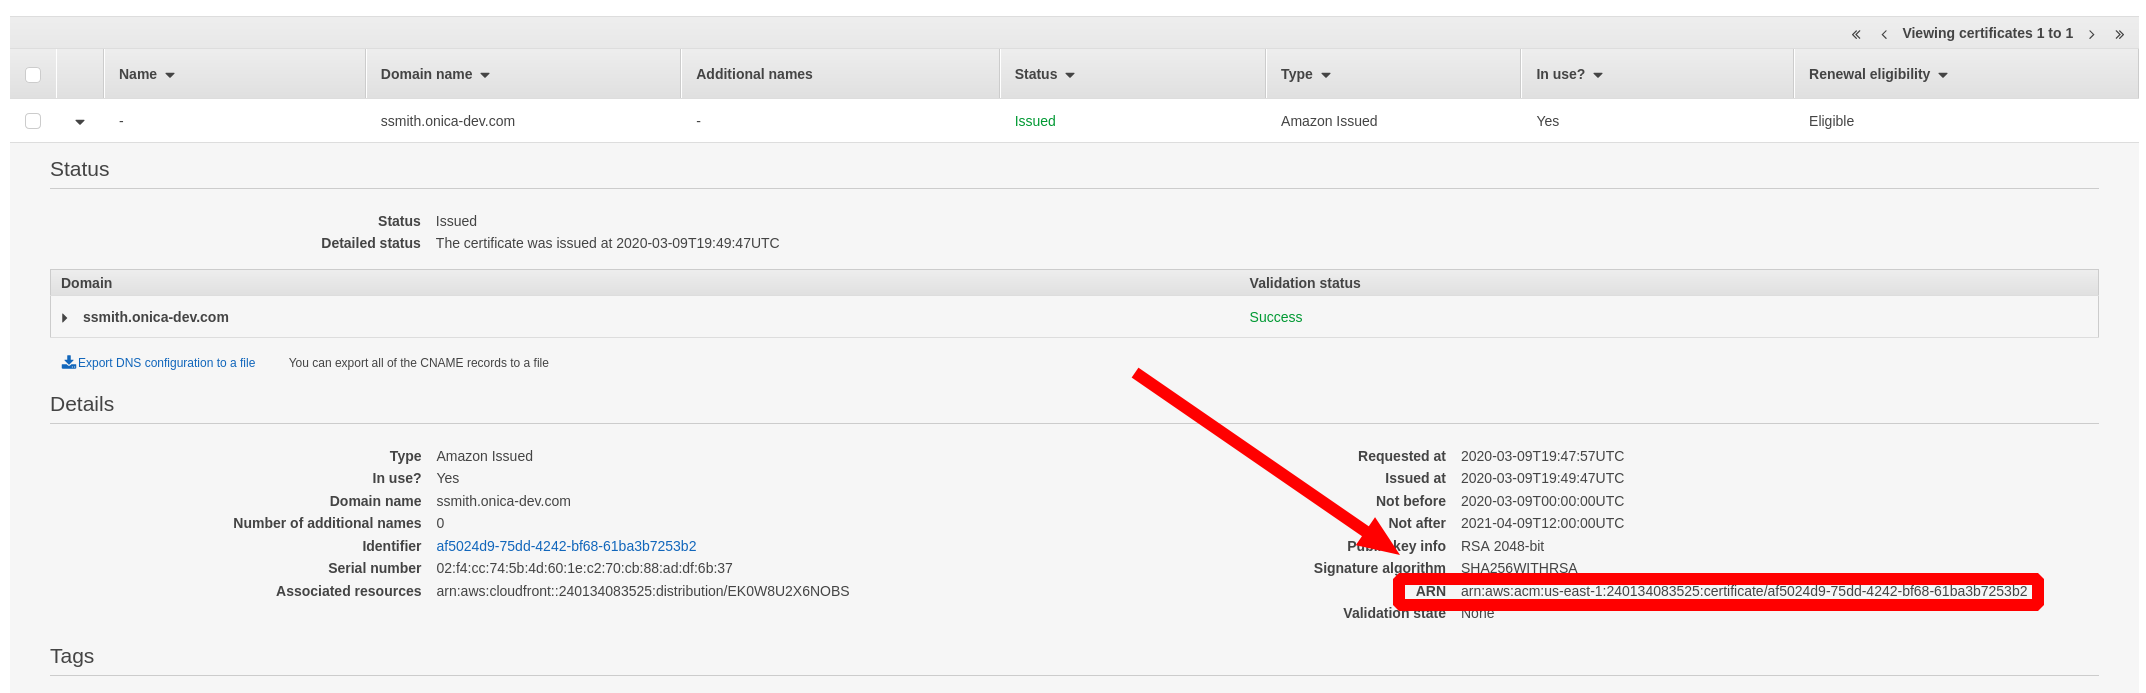 « ‹ Viewing certificates 1 to 1 › »
Name Domain name Additional names Status Type In use? Renewal eligibility
- ssmith.onica-dev.com - Issued Amazon Issued Yes Eligible
Status
Status Issued
Detailed status The certificate was issued at 2020-03-09T19:49:47UTC
Domain Validation status
ssmith.onica-dev.com Success
Export DNS configuration to a file You can export all of the CNAME records to a file
Details
Type Amazon Issued
In use? Yes
Domain name ssmith.onica-dev.com
Number of additional names 0
Identifier af5024d9-75dd-4242-bf68-61ba3b7253b2
Serial number 02:f4:cc:74:5b:4d:60:1e:c2:70:cb:88:ad:df:6b:37
Associated resources arn:aws:cloudfront::240134083525:distribution/EK0W8U2X6NOBS
Requested at 2020-03-09T19:47:57UTC
Issued at 2020-03-09T19:49:47UTC
Not before 2020-03-09T00:00:00UTC
Not after 2021-04-09T12:00:00UTC
Public key info RSA 2048-bit
Signature algorithm SHA256WITHRSA
ARN arn:aws:acm:us-east-1:240134083525:certificate/af5024d9-75dd-4242-bf68-61ba3b7253b2
Validation state None
Tags